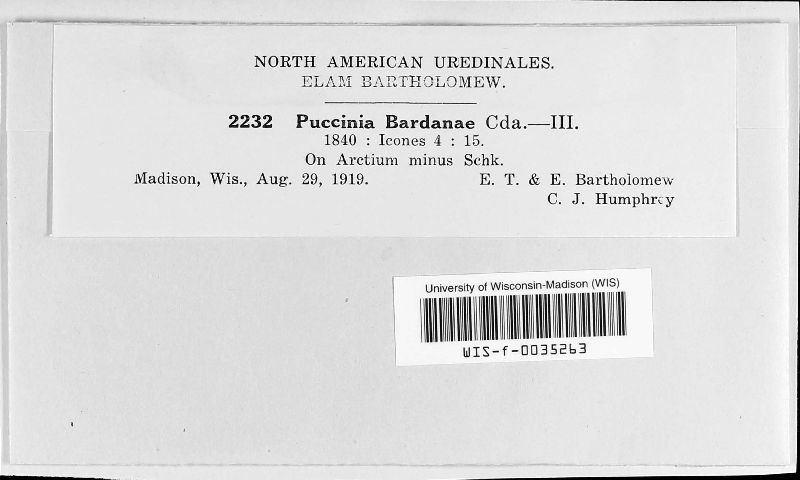 NORTH AMERICAN UREDINALES.
ELAM BARTHOLOMEW.
2232 Puccinia Bardanae Cda.—III.
1840 : Icones 4 : 15.
On Arctium minus Schk.
Madison, Wis., Aug. 29, 1919. E. T. & E. Bartholomew
C. J. Humphrey
University of Wisconsin-Madison (WIS)
WIS-f-0035263